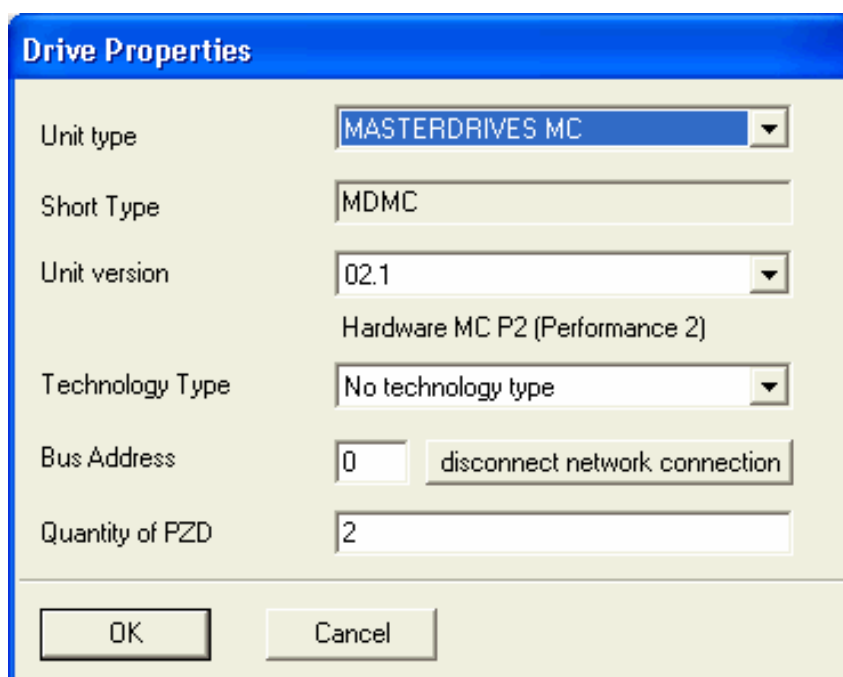 Drive Properties
Unit type MASTERDRIVES MC
Short Type MDMC
Unit version 02.1
Hardware MC P2 (Performance 2)
Technology Type No technology type
Bus Address 0 disconnect network connection
Quantity of PZD 2
OK Cancel